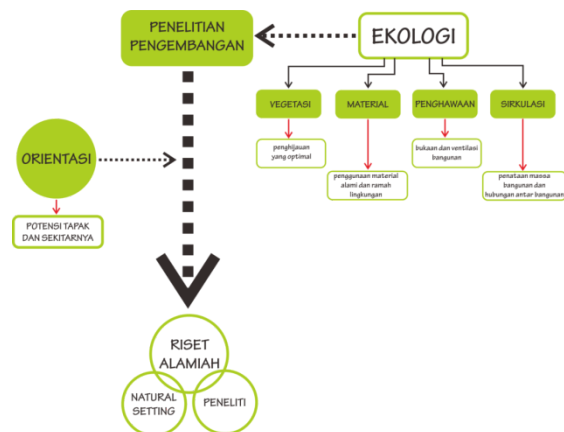 PENELITIAN
PENGEMBANGAN
EKOLOGI
VEGETASI
MATERIAL
PENGHAWAAN
SIRKULASI
penghijauan
yang optimal
bukaan dan ventilasi
bangunan
penggunaan material
alami dan ramah
lingkungan
penataan massa
bangunan dan
hubungan antar bangunan
ORIENTASI
POTENSI TAPAK
DAN SEKITARNYA
RISET
ALAMIAH
NATURAL
SETTING
PENELITI